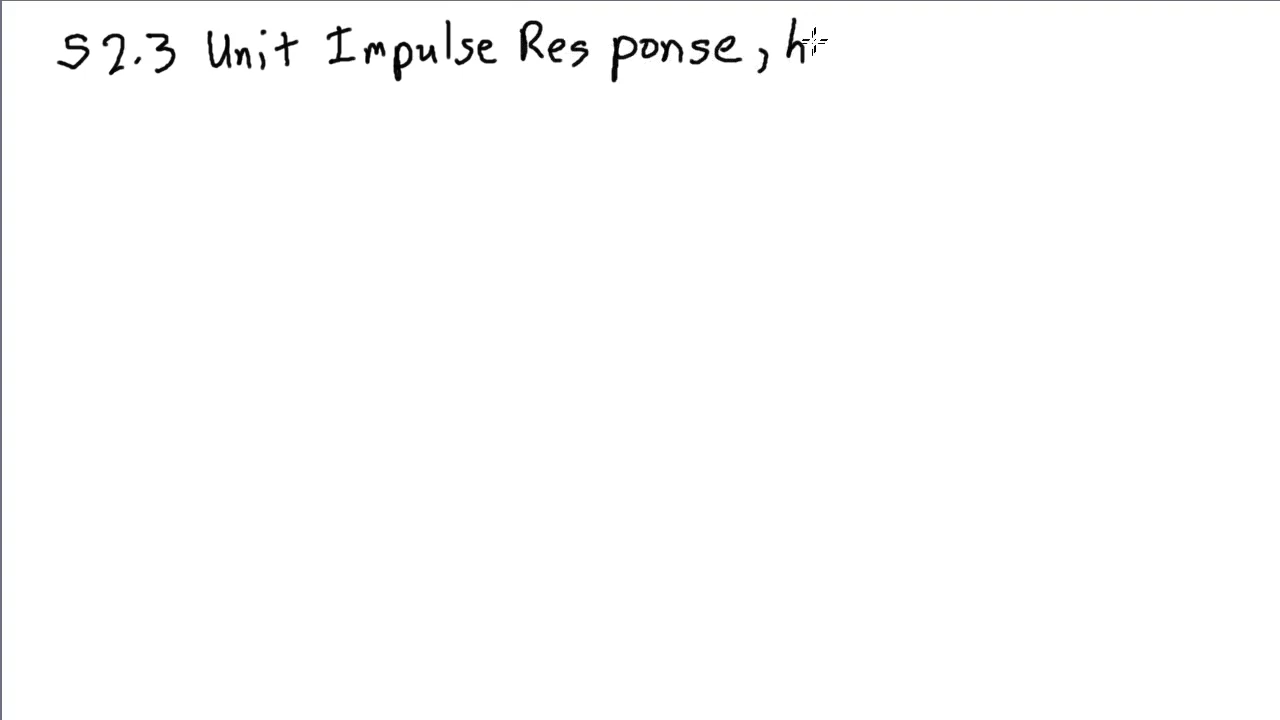 S2.3 Unit Impulse Response, h